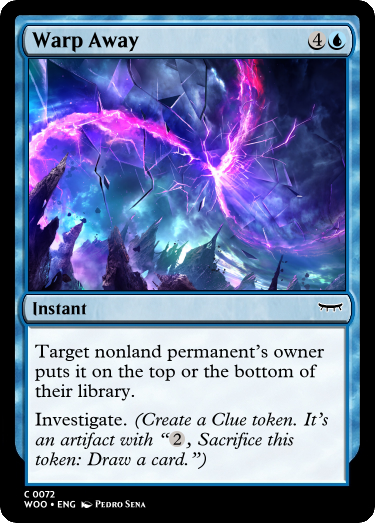 Warp Away 4
Instant
Target nonland permanent's owner
puts it on the top or the bottom of
their library.
Investigate. (Create a Clue token. It's
an artifact with “2, Sacrifice this
token: Draw a card.”)
C 0072
WOO • ENG Pedro Sena